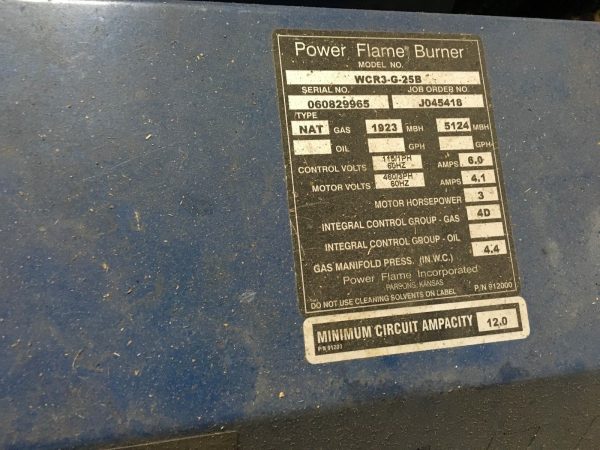 Power Flame Burner
MODEL NO.
WCR3-G-25B
SERIAL NO. JOB ORDER NO.
060829965 J045418
TYPE
NAT GAS 1923 MBH 5124 MBH
OIL GPH GPH
CONTROL VOLTS 115/1PH 60HZ AMPS 6.0
MOTOR VOLTS 460/3PH 60HZ AMPS 4.1
MOTOR HORSEPOWER 3
INTEGRAL CONTROL GROUP - GAS 4D
INTEGRAL CONTROL GROUP - OIL
GAS MANIFOLD PRESS. (IN.W.C.) 4.4
Power Flame Incorporated
PARSONS, KANSAS
DO NOT USE CLEANING SOLVENTS ON LABEL P/N 912000
MINIMUM CIRCUIT AMPACITY 12.0